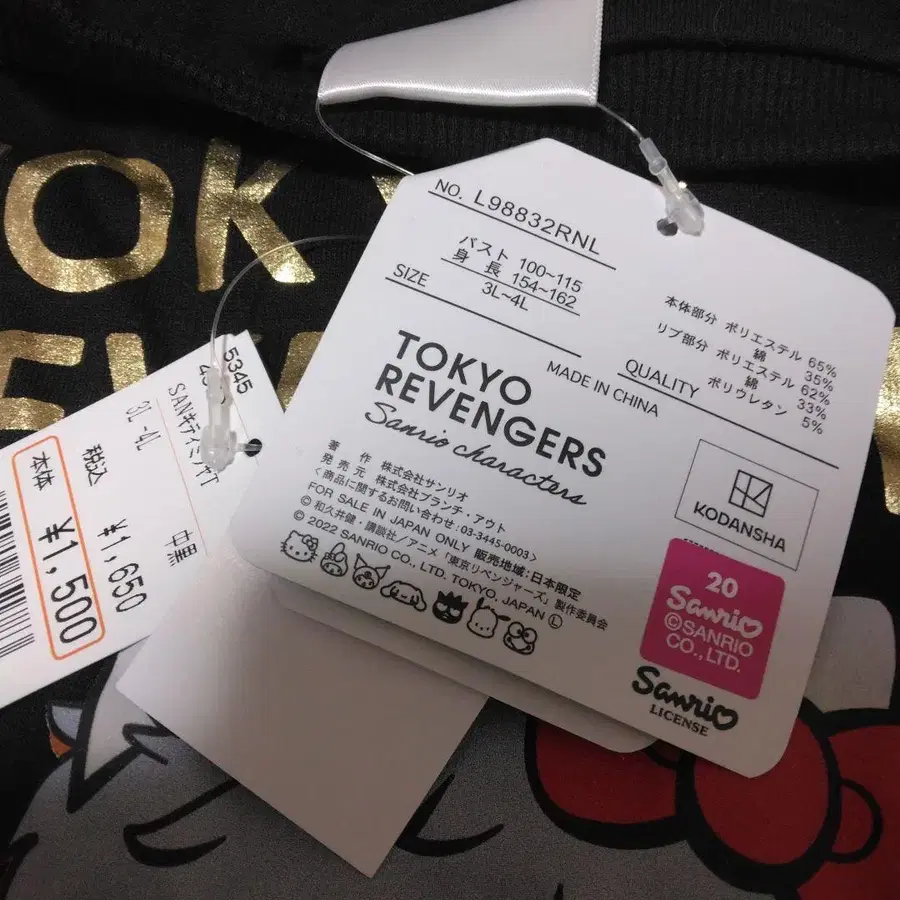 TOKY
NO. L98832RNL
バスト 100~115
身 長 154~162
SIZE 3L~4L
本体部分 ポリエステル 65%
綿 35%
リブ部分 ポリエステル 62%
綿 33%
ポリウレタン 5%
QUALITY
MADE IN CHINA
TOKYO
REVENGERS
Sanrio characters
著 作 株式会社サンリオ
発売元 株式会社ブランチ・アウト
<商品に関するお問い合わせ:03-3445-0003>
FOR SALE IN JAPAN ONLY 販売地域:日本限定
©和久井健・講談社/アニメ「東京リベンジャーズ」製作委員会
©2022 SANRIO CO., LTD. TOKYO, JAPAN Ⓛ
KODANSHA
20
Sanrio
©SANRIO
CO.,LTD.
Sanrio
LICENSE
5345
3L-4L
中黒
税込 ¥1,650
本体 ¥1,500